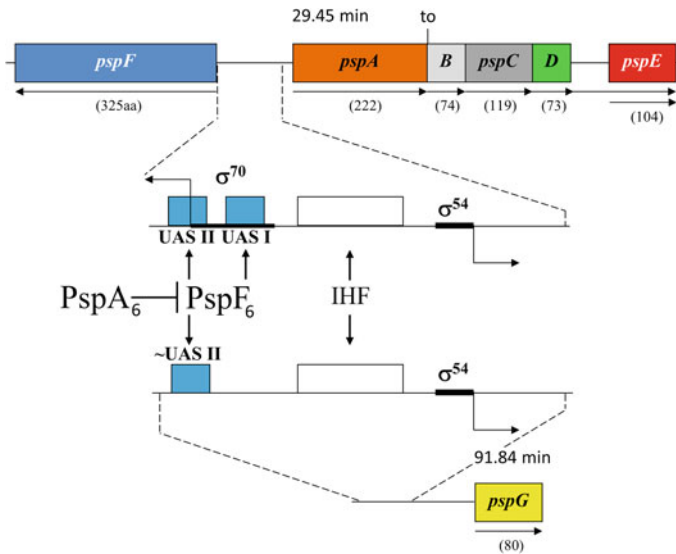 29.45 min to
pspF pspA B pspC D pspE
(325aa) (222) (74) (119) (73) (104)
σ70
σ54
UAS II UAS I
PspA6 PspF6 IHF
~UAS II
σ54
91.84 min
pspG
(80)